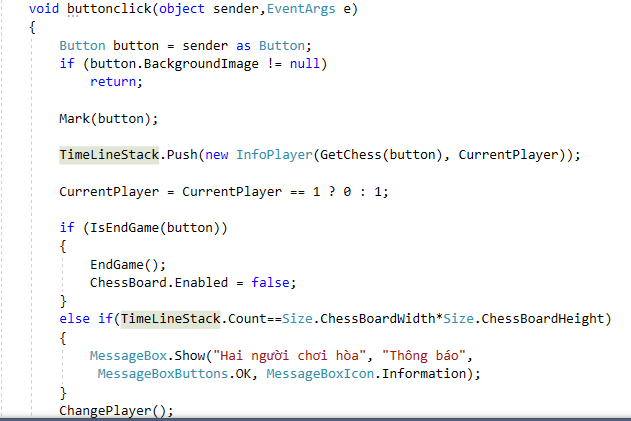 void buttonclick(object sender,EventArgs e)
{
Button button = sender as Button;
if (button.BackgroundImage != null)
return;
Mark(button);
TimeLineStack.Push(new InfoPlayer(GetChess(button), CurrentPlayer));
CurrentPlayer = CurrentPlayer == 1 ? 0 : 1;
if (IsEndGame(button))
{
EndGame();
ChessBoard.Enabled = false;
}
else if(TimeLineStack.Count==Size.ChessBoardWidth*Size.ChessBoardHeight)
{
MessageBox.Show("Hai người chơi hòa", "Thông báo",
MessageBoxButtons.OK, MessageBoxIcon.Information);
}
ChangePlayer();